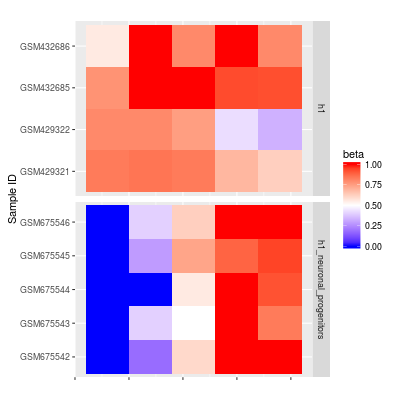 GSM432686
GSM432685
GSM429322
GSM429321
h1
GSM675546
GSM675545
GSM675544
GSM675543
GSM675542
h1_neuronal_progenitors
Sample ID
beta
1.00
0.75
0.50
0.25
0.00